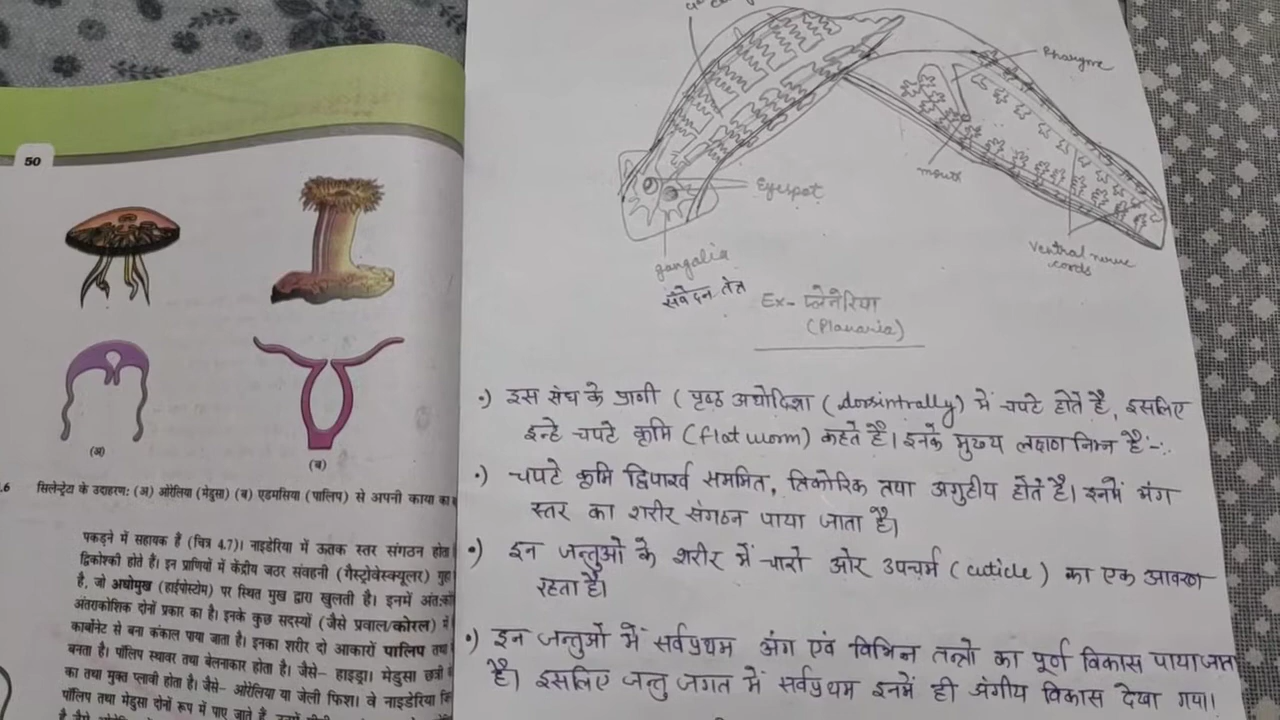 50
(अ)
(ब)
.6 सिलेन्ट्रेटा के उदाहरण: (अ) ओरेलिया (मेडुसा) (ब) एडमसिया (पालिप) से अपनी काया का
पकड़ने में सहायक हैं (चित्र 4.7)। नाइडेरिया में ऊतक स्तर संगठन होता
द्विकोरकी होते हैं। इन प्राणियों में केंद्रीय जठर संवहनी (गैस्ट्रोवेस्क्यूलर) गुहा
है, जो अधोमुख (हाईपोस्टोम) पर स्थित मुख द्वारा खुलती है। इनमें अंत:को
अंतराकोशिक दोनों प्रकार का है। इनके कुछ सदस्यों (जैसे प्रवाल/कोरल) में
कार्बोनेट से बना कंकाल पाया जाता है। इनका शरीर दो आकारों पालिप तथा
बनता है। पॉलिप स्थावर तथा बेलनाकार होता है। जैसे- हाइड्रा। मेडुसा छत्री
का तथा मुक्त प्लावी होता है। जैसे- ओरेलिया या जेली फिश। वे नाइडेरिया
पॉलिप तथा मेडुसा दोनों रूप में पाए जाते हैं,
Pharynx
mouth
Eyespot
Ventral nerve
cords
gangalia
संवेदन तंत्र
Ex- प्लेनेरिया
(Planaria)
•) इस संघ के प्राणी (पृष्ठ अधोदिशा (dorsintrally) में चपटे होते है, इसलिए
इन्हे चपटे कृमि (flat worm) कहते है। इनके मुख्य लक्षण निम्न है:-
•) चपटे कृमि द्विपार्श्व सममित, त्रिकोरिक तथा अगुहीय होते है। इनमें अंग
स्तर का शरीर संगठन पाया जाता है।
•) इन जन्तुओ के शरीर में चारो ओर उपचर्म (cuticle) का एक आवरण
रहता है।
•) इन जन्तुओं में सर्वप्रथम अंग एवं विभिन तन्त्रो का पूर्ण विकास पाया जाता
है। इसलिए जन्तु जगत में सर्वप्रथम इनमें ही अंगीय विकास देखा गया।